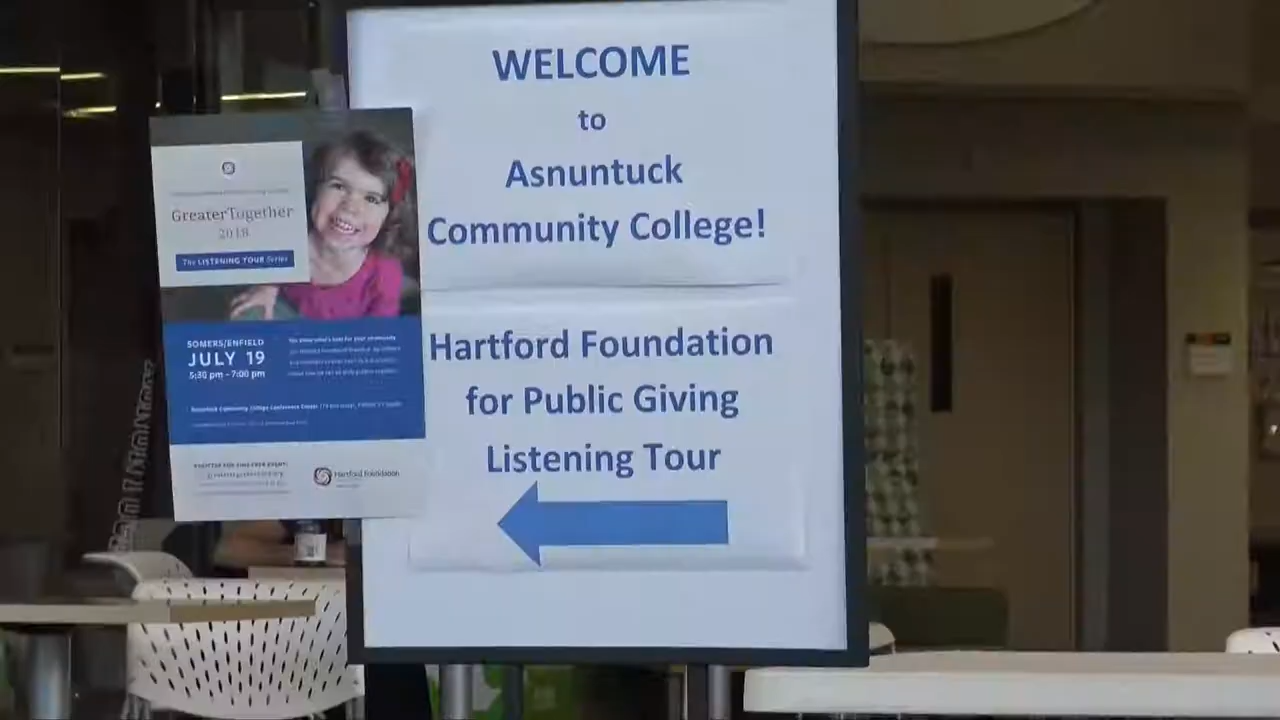 WELCOME
to
Asnuntuck
Community College!
Hartford Foundation
for Public Giving
Listening Tour
GreaterTogether
2018
The LISTENING TOUR Series
SOMERS/ENFIELD
JULY 19
5:30 pm - 7:00 pm
Hartford Foundation